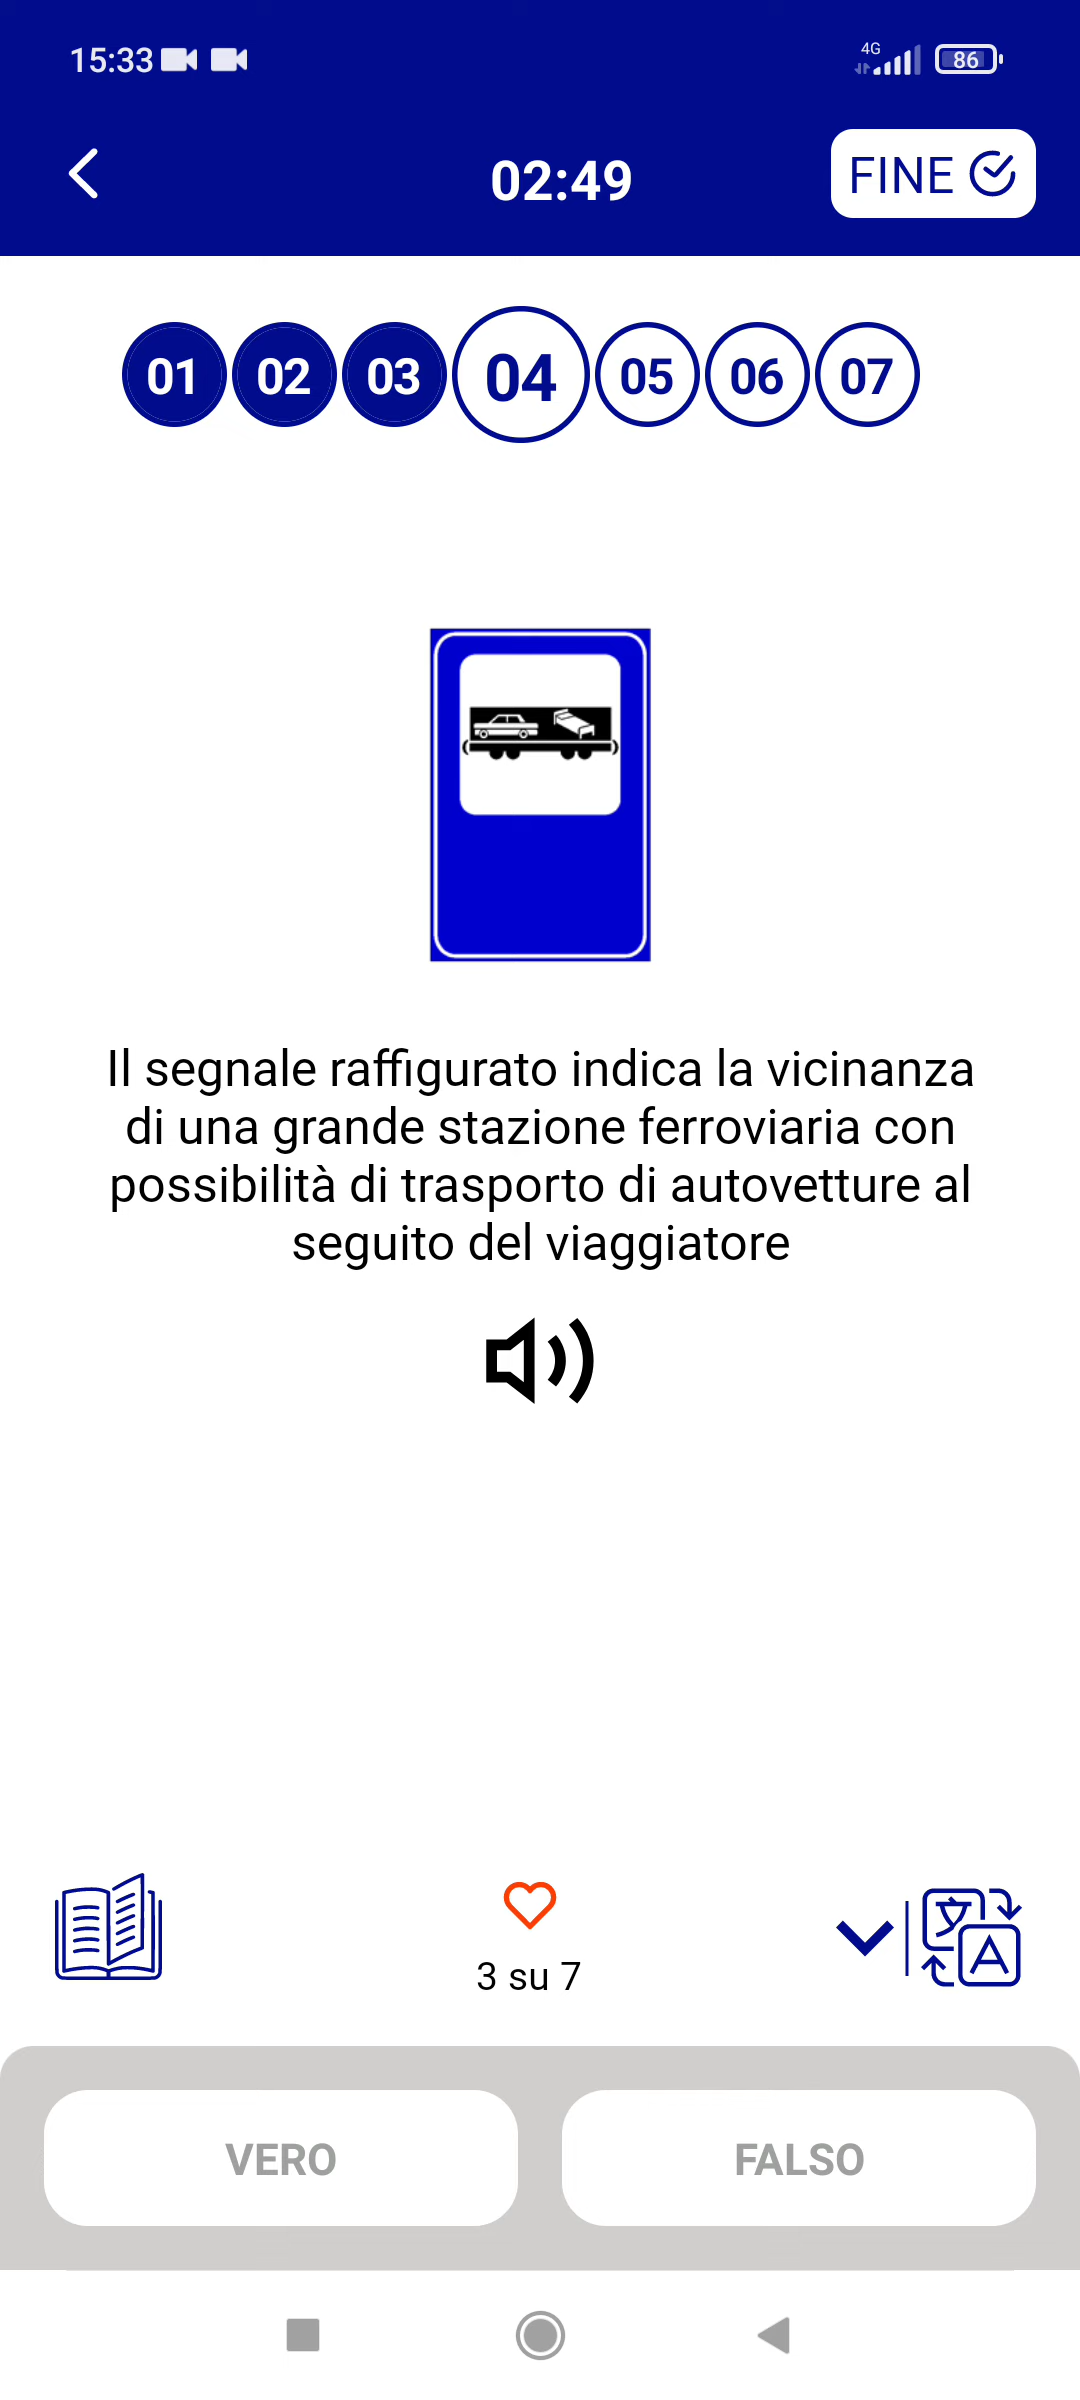 15:33
4G
86
02:49
FINE
01 02 03 04 05 06 07
Il segnale raffigurato indica la vicinanza
di una grande stazione ferroviaria con
possibilità di trasporto di autovetture al
seguito del viaggiatore
文
A
3 su 7
VERO
FALSO